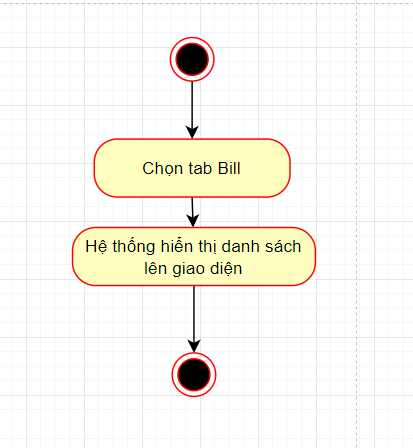 Chọn tab Bill
Hệ thống hiển thị danh sách
lên giao diện